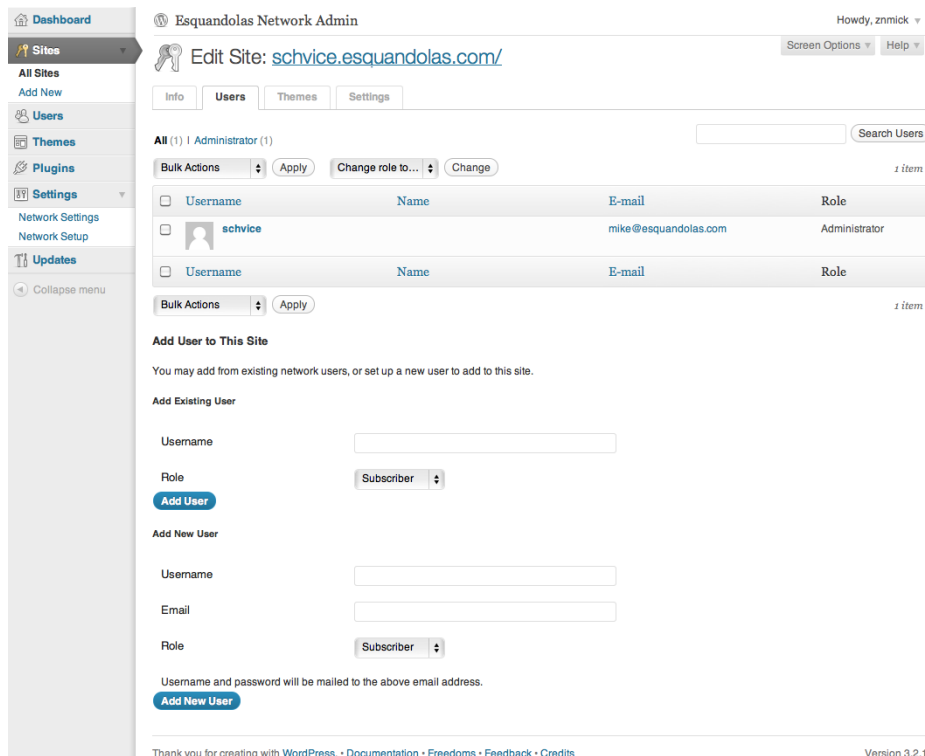 Dashboard
Sites
All Sites
Add New
Users
Themes
Plugins
Settings
Network Settings
Network Setup
Updates
Collapse menu
Esquandolas Network Admin
Howdy, znmick
Screen Options
Help
Edit Site: schvice.esquandolas.com/
Info
Users
Themes
Settings
All (1) | Administrator (1)
Search Users
Bulk Actions
Apply
Change role to...
Change
1 item
Username Name E-mail Role
schvice mike@esquandolas.com Administrator
Username Name E-mail Role
Bulk Actions
Apply
1 item
Add User to This Site
You may add from existing network users, or set up a new user to add to this site.
Add Existing User
Username
Role
Subscriber
Add User
Add New User
Username
Email
Role
Subscriber
Username and password will be mailed to the above email address.
Add New User
Thank you for creating with WordPress. • Documentation • Freedoms • Feedback • Credits
Version 3.2.1